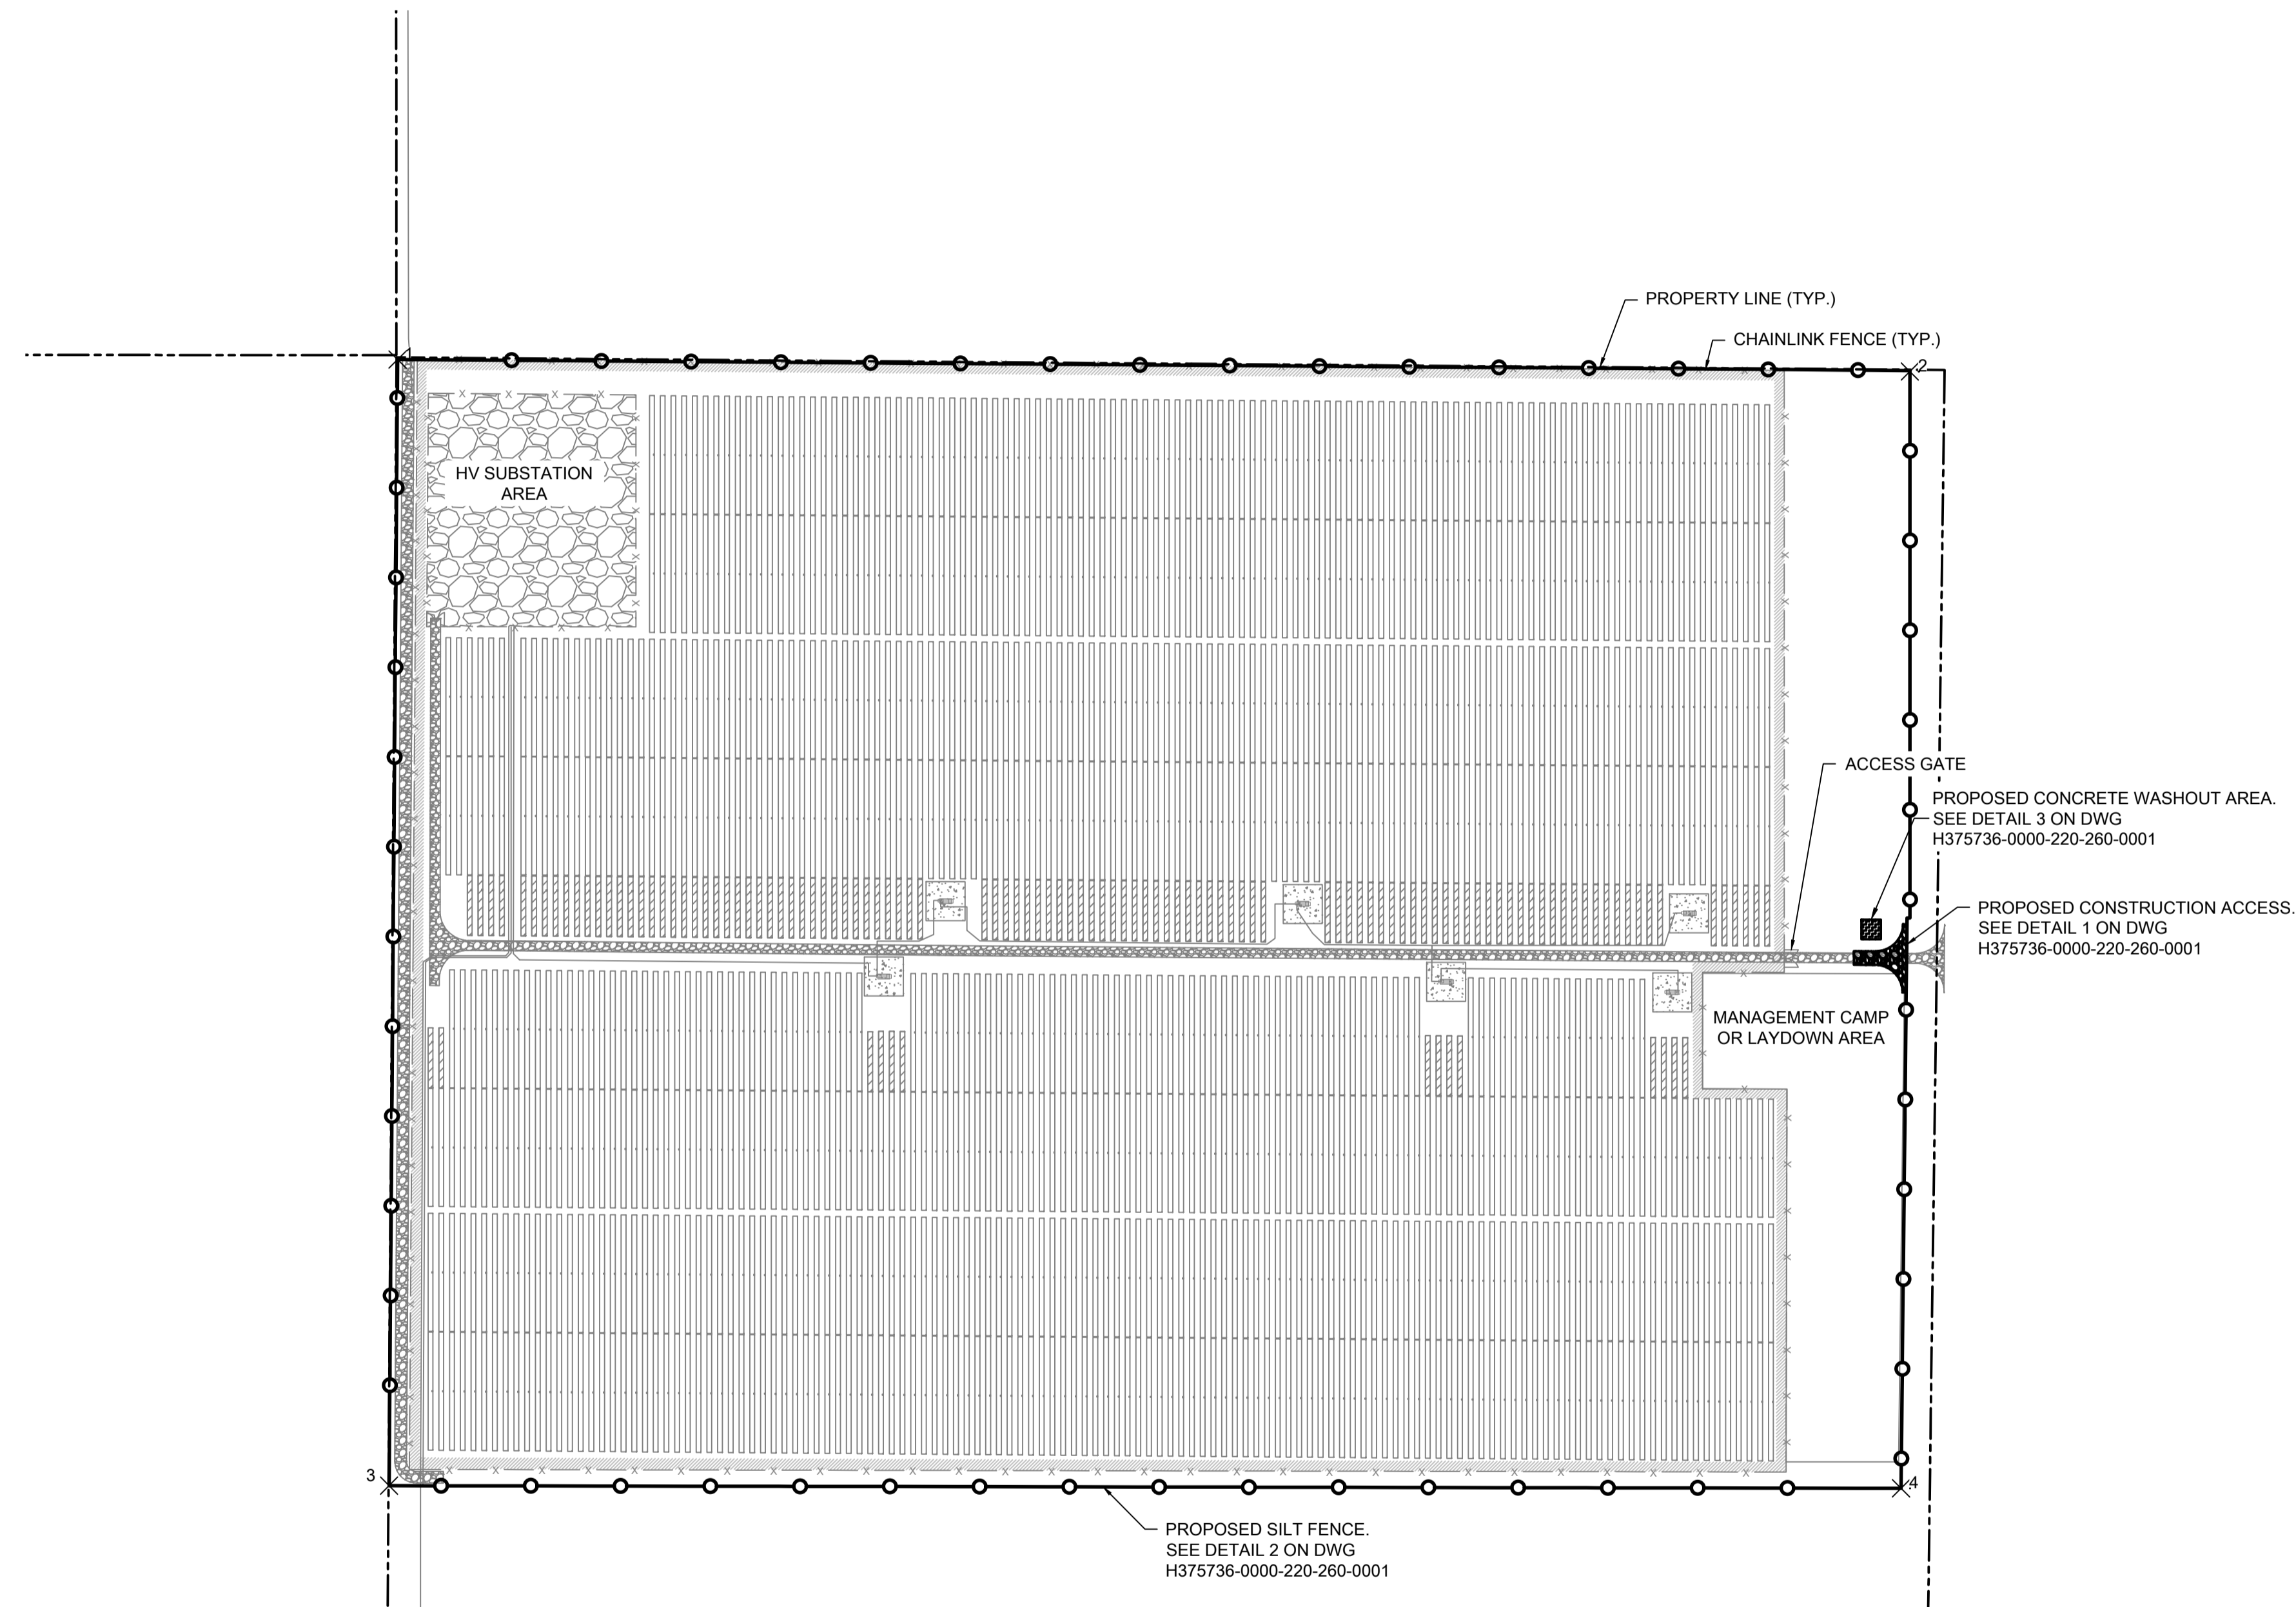 PROPERTY LINE (TYP.)
CHAINLINK FENCE (TYP.)
1
2
HV SUBSTATION
AREA
ACCESS GATE
PROPOSED CONCRETE WASHOUT AREA.
SEE DETAIL 3 ON DWG
H375736-0000-220-260-0001
PROPOSED CONSTRUCTION ACCESS.
SEE DETAIL 1 ON DWG
H375736-0000-220-260-0001
MANAGEMENT CAMP
OR LAYDOWN AREA
3
4
PROPOSED SILT FENCE.
SEE DETAIL 2 ON DWG
H375736-0000-220-260-0001